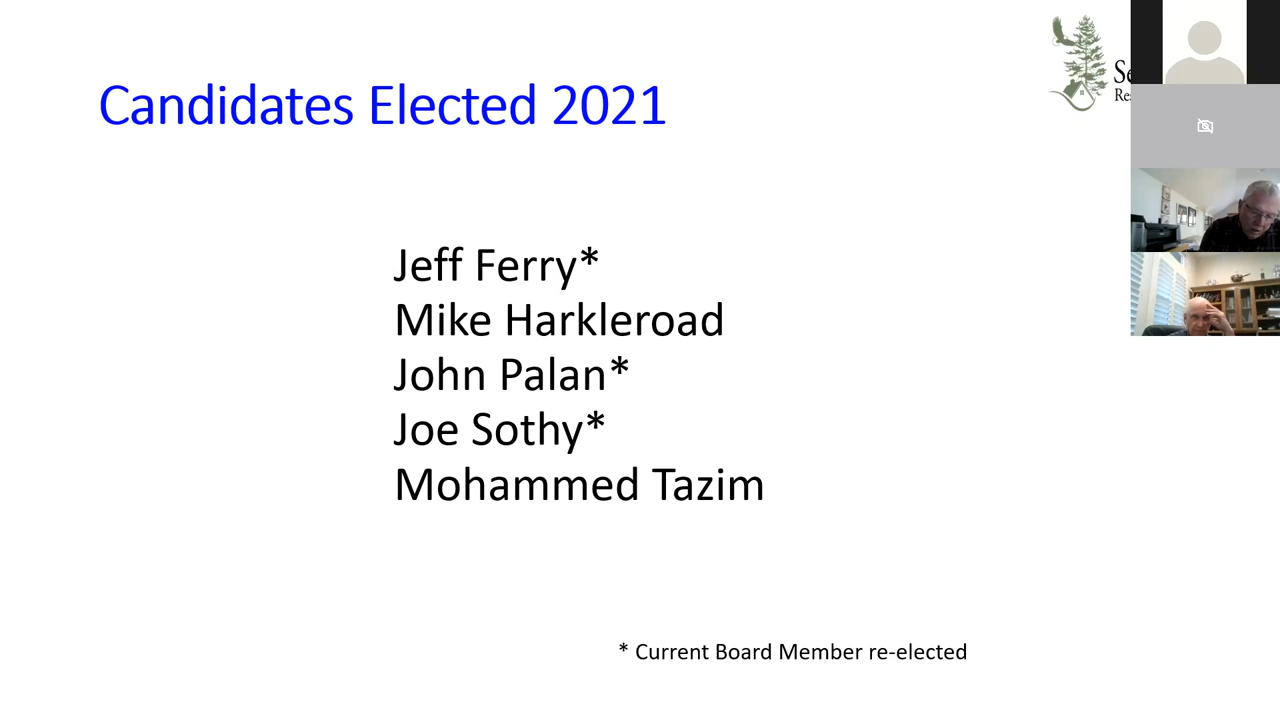 Candidates Elected 2021
Jeff Ferry*
Mike Harkleroad
John Palan*
Joe Sothy*
Mohammed Tazim
* Current Board Member re-elected